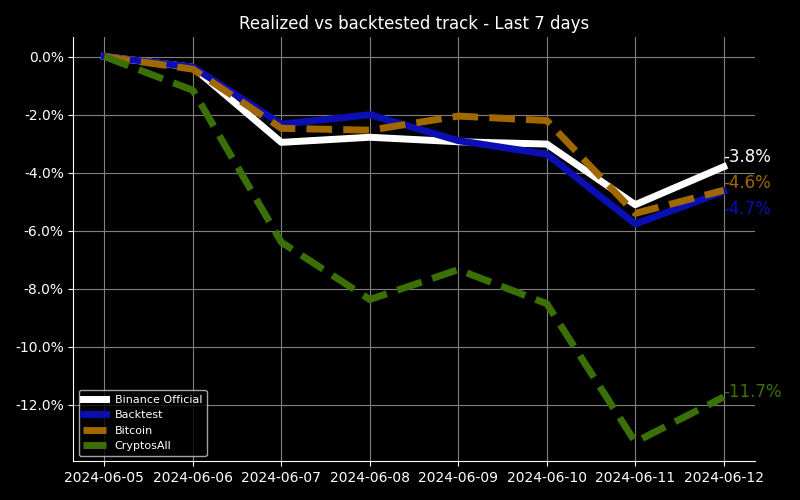 Realized vs backtested track - Last 7 days
0.0%
-2.0%
-4.0%
-6.0%
-8.0%
-10.0%
-12.0%
-3.8%
-4.6%
-4.7%
-11.7%
Binance Official
Backtest
Bitcoin
CryptosAll
2024-06-05 2024-06-06 2024-06-07 2024-06-08 2024-06-09 2024-06-10 2024-06-11 2024-06-12